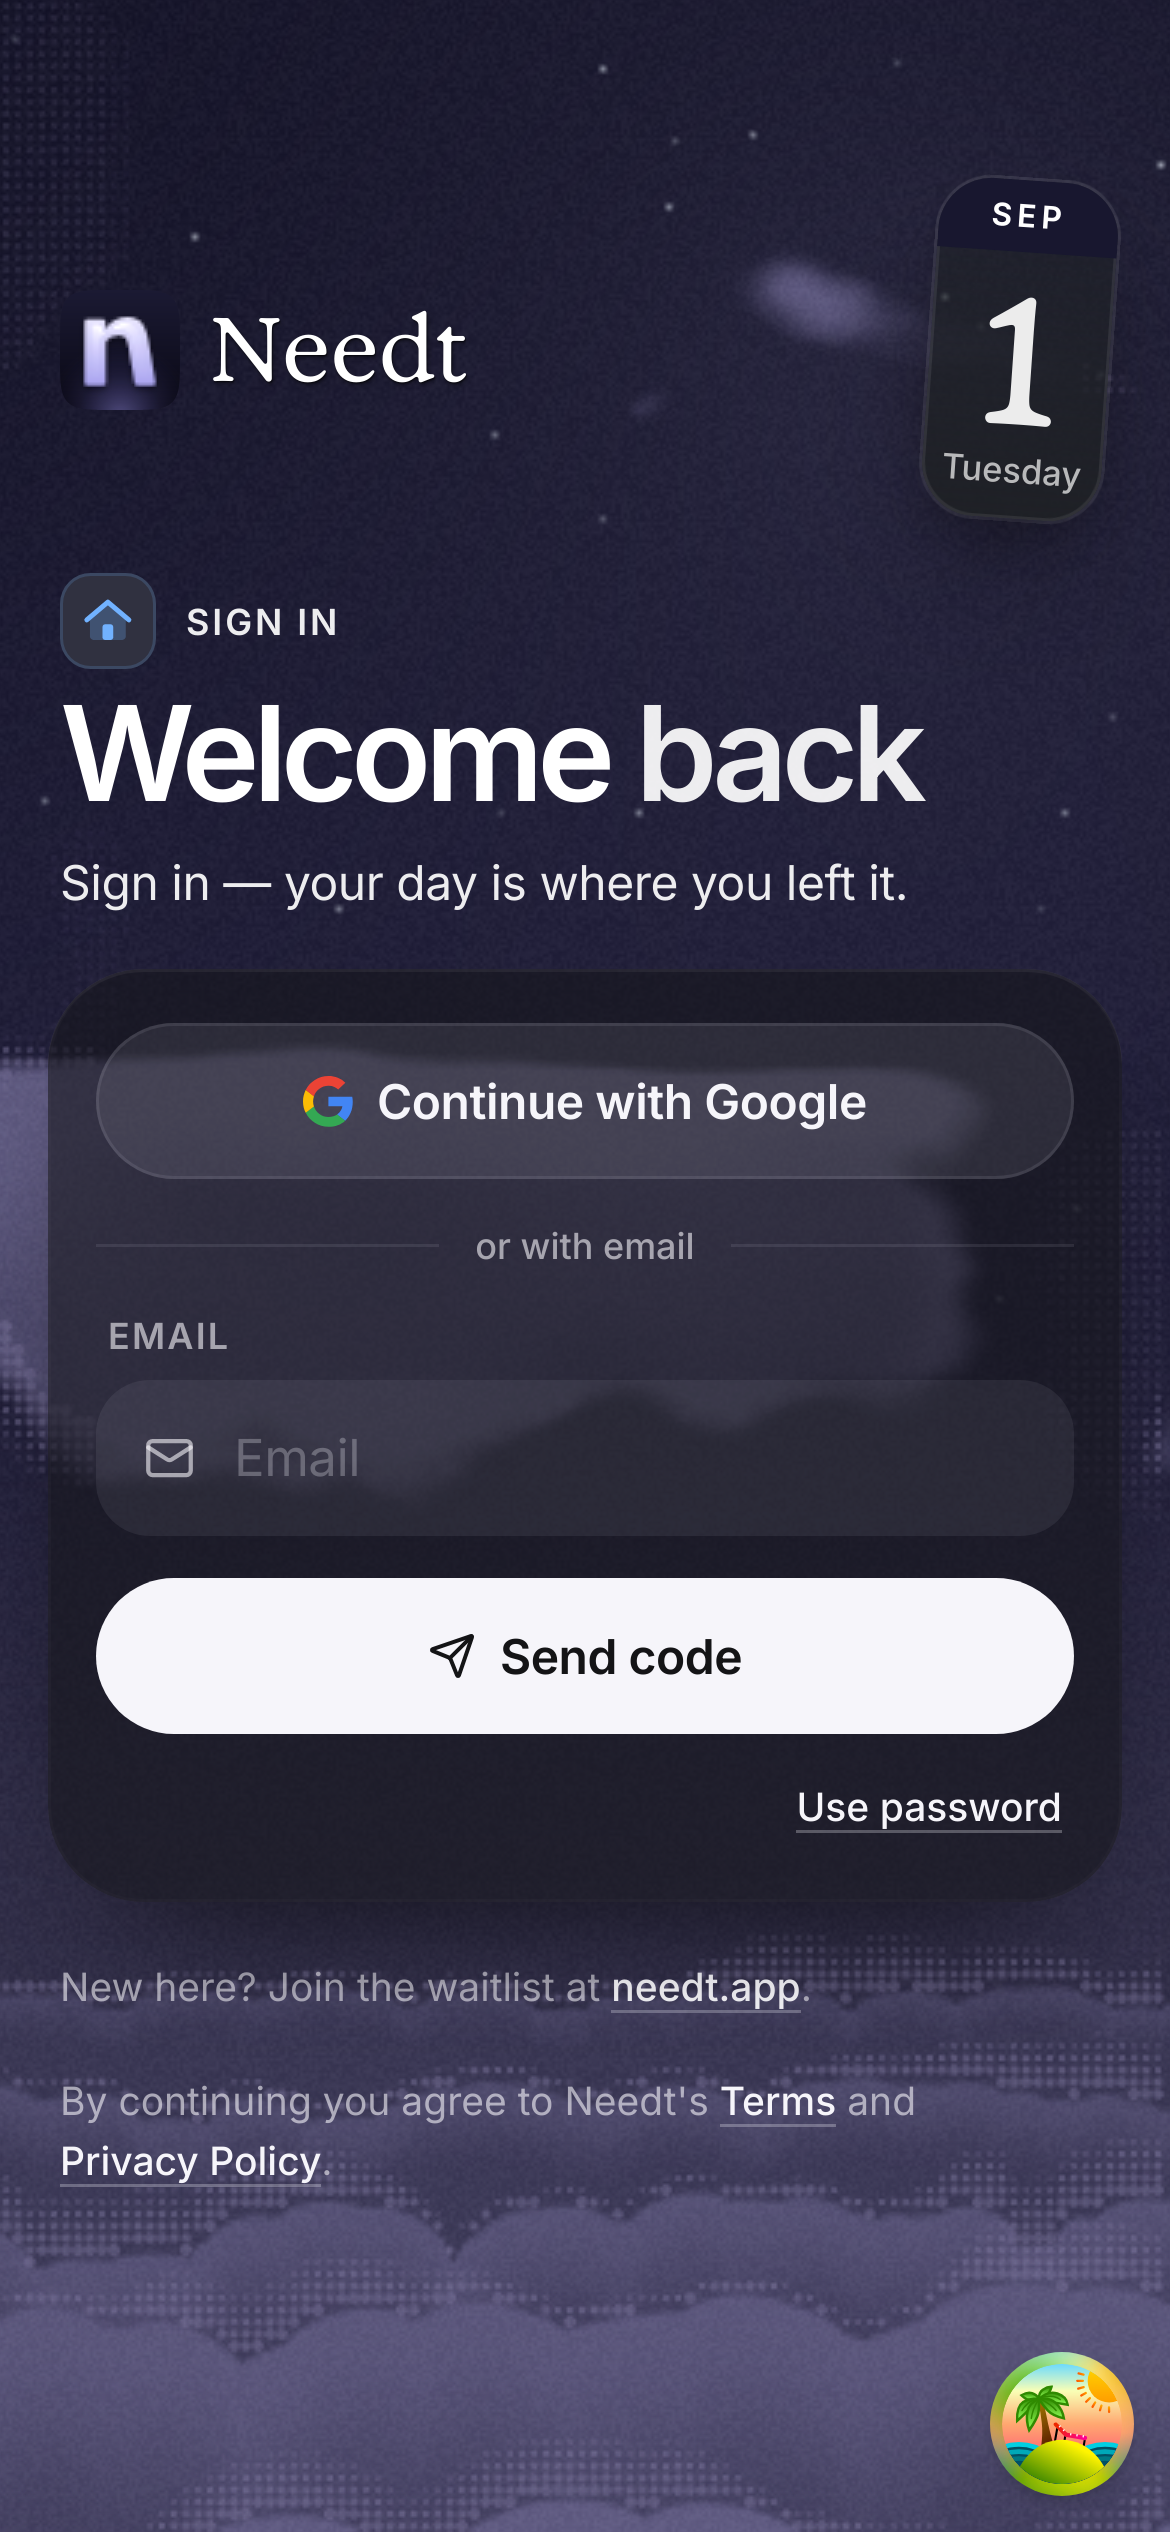 SEP
1
Tuesday
n Needt
SIGN IN
Welcome back
Sign in — your day is where you left it.
Continue with Google
or with email
EMAIL
Email
Send code
Use password
New here? Join the waitlist at needt.app.
By continuing you agree to Needt's Terms and
Privacy Policy.